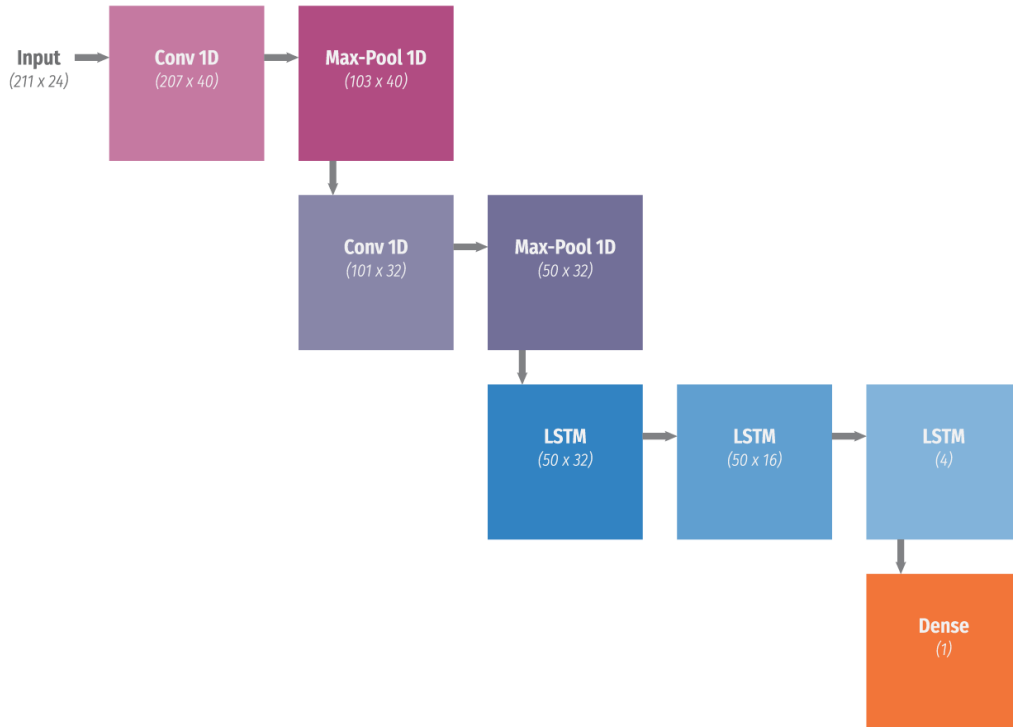 Input
(211 x 24)
Conv 1D
(207 x 40)
Max-Pool 1D
(103 x 40)
Conv 1D
(101 x 32)
Max-Pool 1D
(50 x 32)
LSTM
(50 x 32)
LSTM
(50 x 16)
LSTM
(4)
Dense
(1)